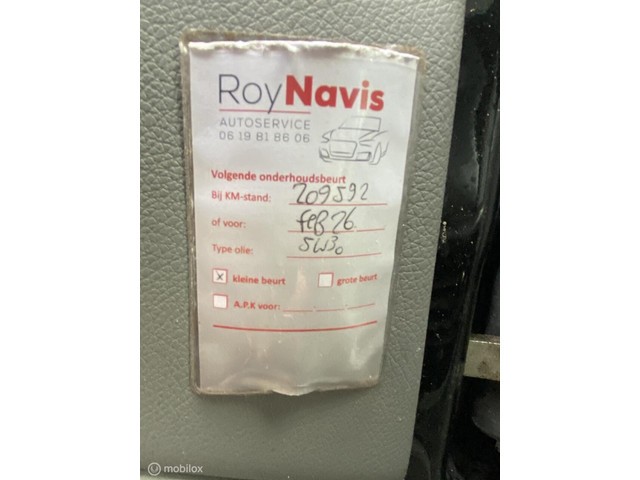 RoyNavis
AUTOSERVICE
06 19 81 86 06
Volgende onderhoudsbeurt
Bij KM-stand: 209592
of voor: feb 26
Type olie: 5W30
x kleine beurt grote beurt
A.P.K voor:
mobilox